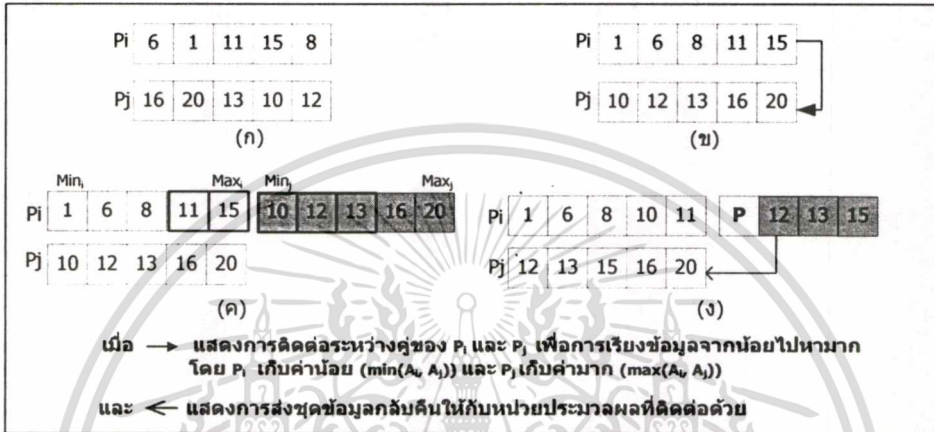 Pi 6 1 11 15 8
Pj 16 20 13 10 12
(ก)
Pi 1 6 8 11 15
Pj 10 12 13 16 20
(ข)
Minᵢ Maxᵢ Minⱼ Maxⱼ
Pi 1 6 8 11 15 10 12 13 16 20
Pj 10 12 13 16 20
(ค)
Pi 1 6 8 10 11 P 12 13 15
Pj 12 13 15 16 20
(ง)
เมื่อ → แสดงการติดต่อระหว่างคู่ของ Pᵢ และ Pⱼ เพื่อการเรียงข้อมูลจากน้อยไปหามาก
โดย Pᵢ เก็บค่าน้อย (min(Aᵢ, Aⱼ)) และ Pⱼ เก็บค่ามาก (max(Aᵢ, Aⱼ))
และ ← แสดงการส่งชุดข้อมูลกลับคืนให้กับหน่วยประมวลผลที่ติดต่อด้วย